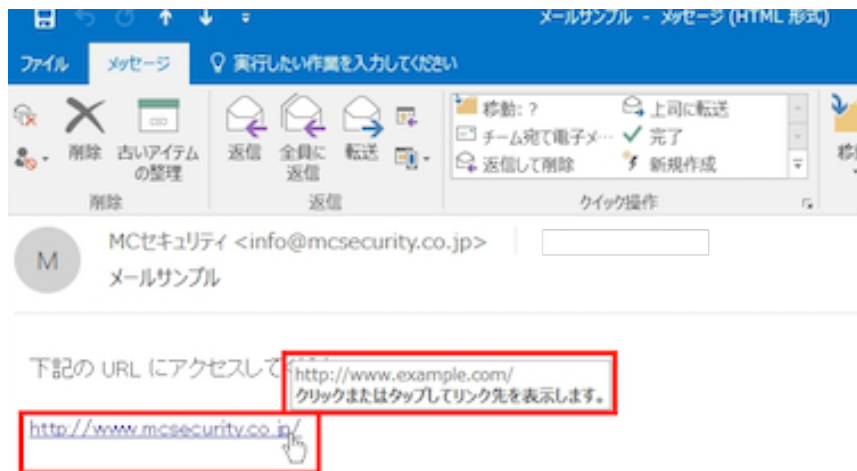 メールサンプル - メッセージ (HTML 形式)
ファイル メッセージ 実行したい作業を入力してください
削除 古いアイテムの整理 返信 全員に返信 転送
移動: ? 上司に転送
チーム宛て電子メ… 完了
返信して削除 新規作成
削除 返信 クイック操作
M MCセキュリティ <info@mcsecurity.co.jp>
メールサンプル
下記の URL にアクセスして
http://www.example.com/
クリックまたはタップしてリンク先を表示します。
http://www.mcsecurity.co.jp/